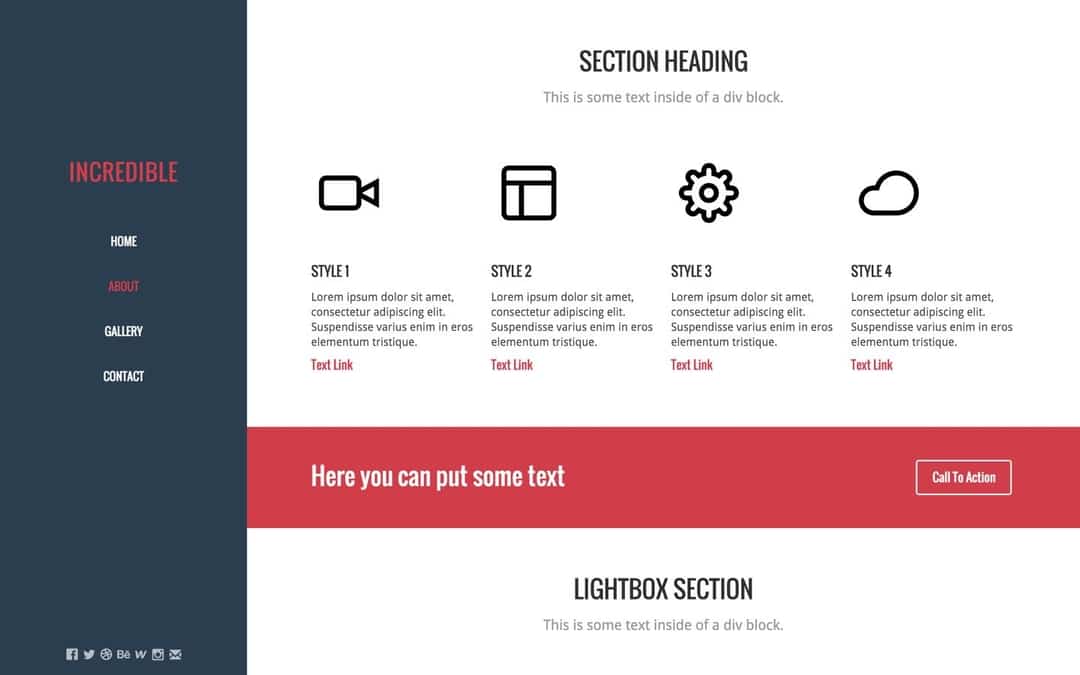 INCREDIBLE
HOME
ABOUT
GALLERY
CONTACT
Bē W
SECTION HEADING
This is some text inside of a div block.
STYLE 1
Lorem ipsum dolor sit amet,
consectetur adipiscing elit.
Suspendisse varius enim in eros
elementum tristique.
Text Link
STYLE 2
Lorem ipsum dolor sit amet,
consectetur adipiscing elit.
Suspendisse varius enim in eros
elementum tristique.
Text Link
STYLE 3
Lorem ipsum dolor sit amet,
consectetur adipiscing elit.
Suspendisse varius enim in eros
elementum tristique.
Text Link
STYLE 4
Lorem ipsum dolor sit amet,
consectetur adipiscing elit.
Suspendisse varius enim in eros
elementum tristique.
Text Link
Here you can put some text
Call To Action
LIGHTBOX SECTION
This is some text inside of a div block.